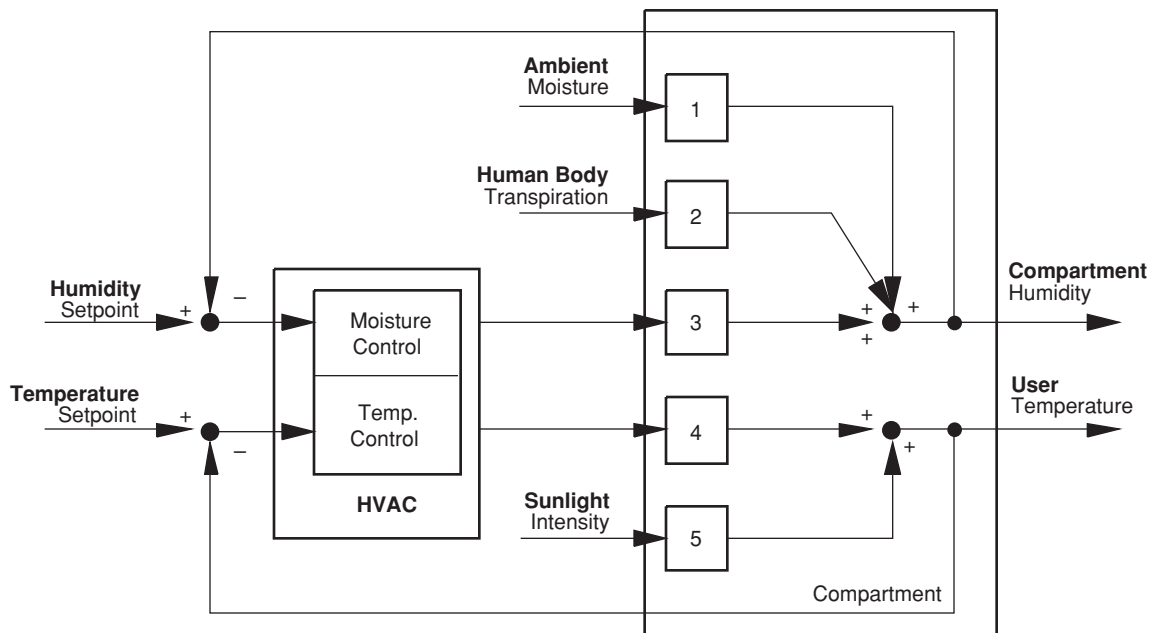 Ambient
Moisture
1
Human Body
Transpiration
2
Humidity
Setpoint
+
–
Moisture
Control
3
+
+
+
Compartment
Humidity
Temperature
Setpoint
+
–
Temp.
Control
4
+
+
User
Temperature
HVAC
Sunlight
Intensity
5
Compartment